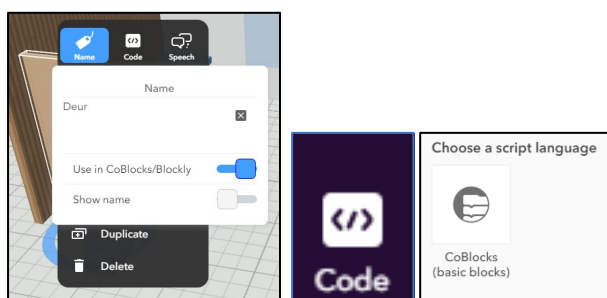 Name
Code
Speech
Name
Deur
Use in CoBlocks/Blockly
Show name
Duplicate
Delete
Code
Choose a script language
CoBlocks
(basic blocks)